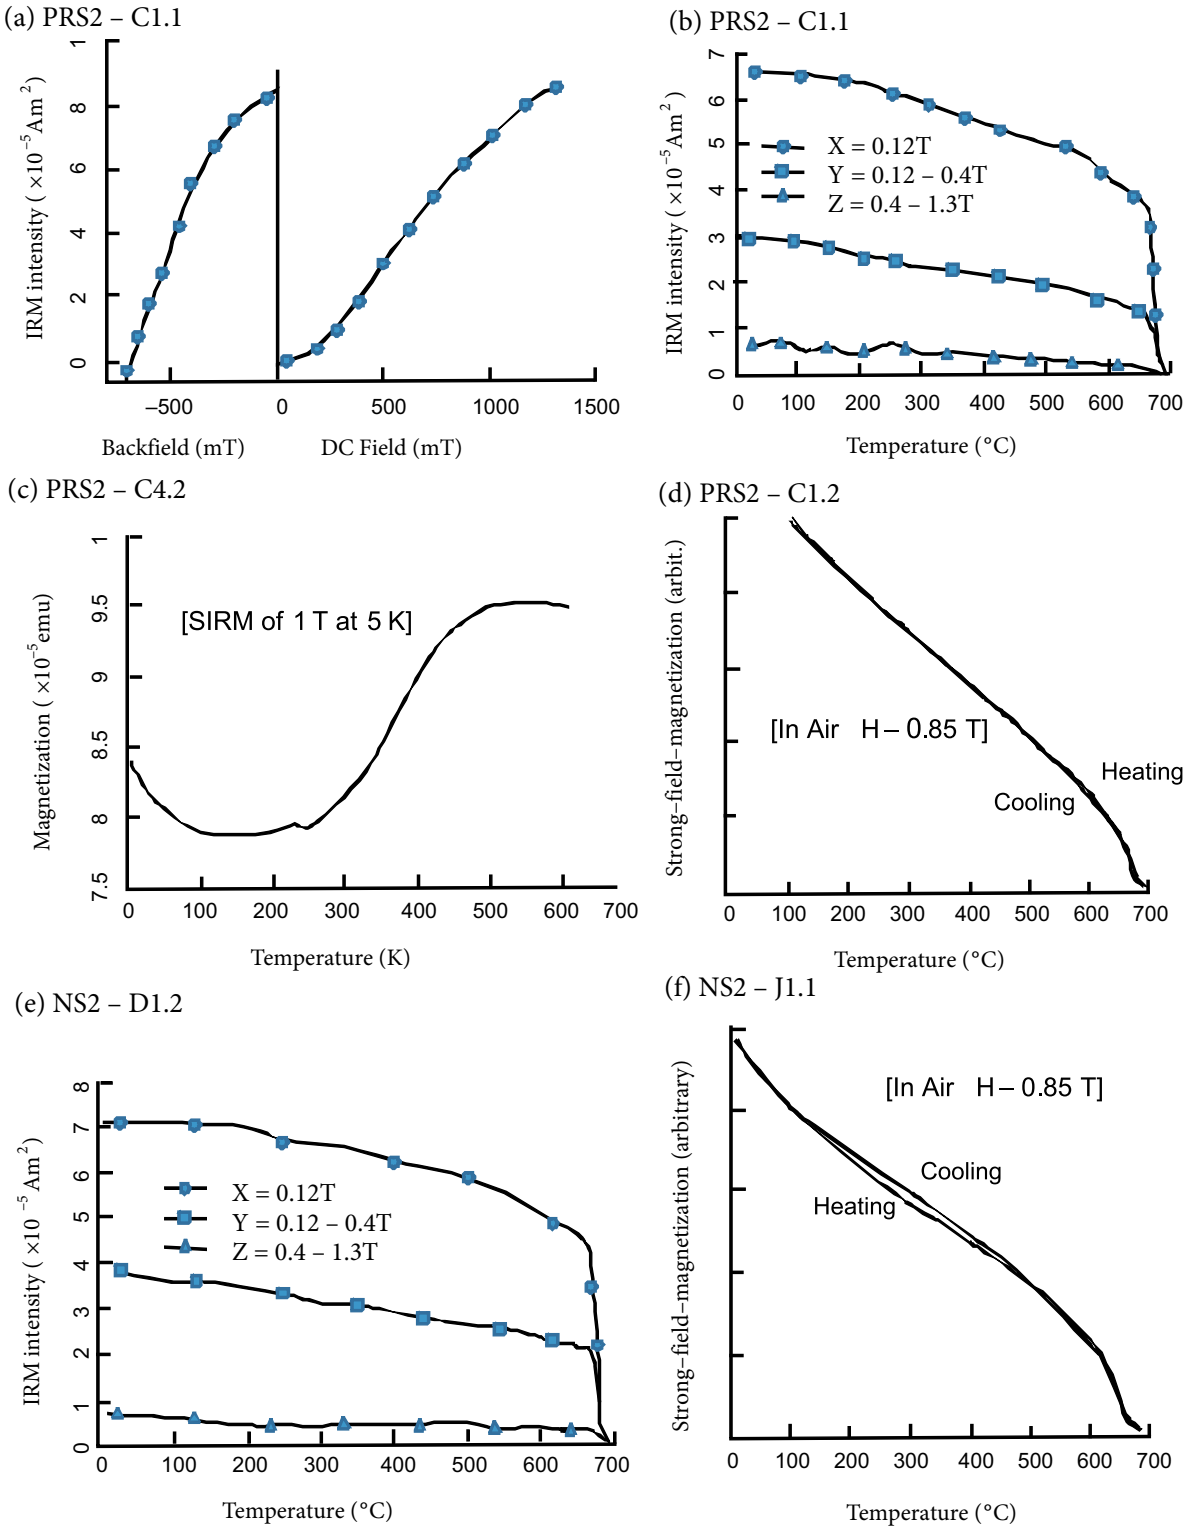 (a) PRS2 – C1.1
IRM intensity ( ×10⁻⁵ Am²)
1
8
6
4
2
0
–500
0
500
1000
1500
Backfield (mT)
DC Field (mT)
(b) PRS2 – C1.1
IRM intensity ( ×10⁻⁵ Am²)
7
6
5
4
3
2
1
0
X = 0.12T
Y = 0.12 – 0.4T
Z = 0.4 – 1.3T
0 100 200 300 400 500 600 700
Temperature (°C)
(c) PRS2 – C4.2
Magnetization ( ×10⁻⁵ emu)
1
9.5
9
8.5
8
7.5
[SIRM of 1 T at 5 K]
0 100 200 300 400 500 600 700
Temperature (K)
(d) PRS2 – C1.2
Strong–field–magnetization (arbit.)
[In Air H – 0.85 T]
Heating
Cooling
0 100 200 300 400 500 600 700
Temperature (°C)
(e) NS2 – D1.2
IRM intensity ( ×10⁻⁵ Am²)
8
7
6
5
4
3
2
1
0
X = 0.12T
Y = 0.12 – 0.4T
Z = 0.4 – 1.3T
0 100 200 300 400 500 600 700
Temperature (°C)
(f) NS2 – J1.1
Strong–field–magnetization (arbitrary)
[In Air H – 0.85 T]
Cooling
Heating
0 100 200 300 400 500 600 700
Temperature (°C)